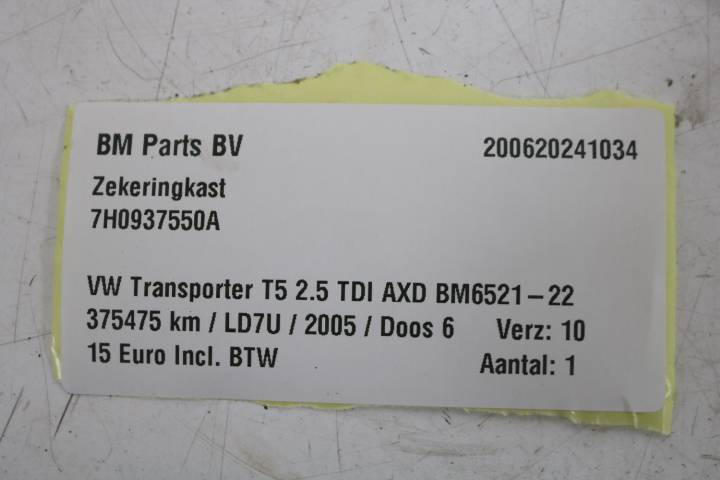 BM Parts BV 200620241034
Zekeringkast
7H0937550A
VW Transporter T5 2.5 TDI AXD BM6521-22
375475 km / LD7U / 2005 / Doos 6 Verz: 10
15 Euro Incl. BTW Aantal: 1